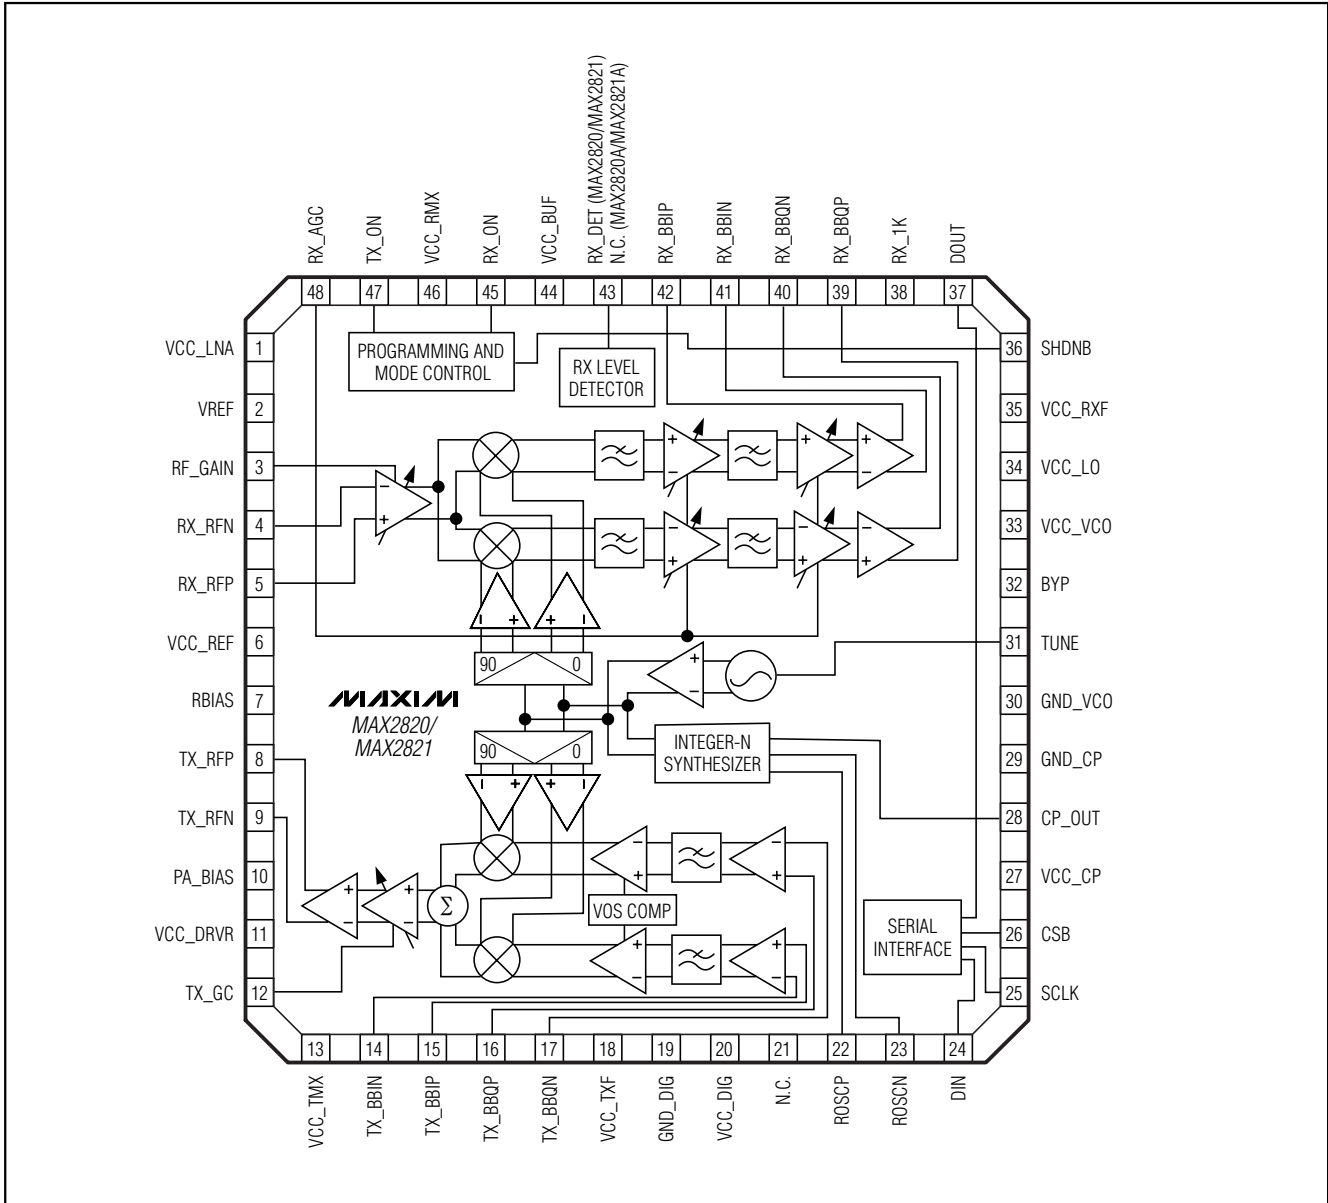 RX_DET (MAX2820/MAX2821)
N.C. (MAX2820A/MAX2821A)
RX_AGC
TX_ON
VCC_RMX
RX_ON
VCC_BUF
RX_BBIP
RX_BBIN
RX_BBQN
RX_BBQP
RX_1K
DOUT
48
47
46
45
44
43
42
41
40
39
38
37
VCC_LNA 1
VREF 2
RF_GAIN 3
RX_RFN 4
RX_RFP 5
VCC_REF 6
RBIAS 7
TX_RFP 8
TX_RFN 9
PA_BIAS 10
VCC_DRVR 11
TX_GC 12
PROGRAMMING AND
MODE CONTROL
RX LEVEL
DETECTOR
− + + − + −
− + − + − +
− + + −
90 0
+ −
MAXIM
MAX2820/
MAX2821
90 0
− + + −
INTEGER-N
SYNTHESIZER
− + − +
+ − + −
Σ
VOS COMP
+ − + −
SERIAL
INTERFACE
36 SHDNB
35 VCC_RXF
34 VCC_LO
33 VCC_VCO
32 BYP
31 TUNE
30 GND_VCO
29 GND_CP
28 CP_OUT
27 VCC_CP
26 CSB
25 SCLK
13
14
15
16
17
18
19
20
21
22
23
24
VCC_TMX
TX_BBIN
TX_BBIP
TX_BBQP
TX_BBQN
VCC_TXF
GND_DIG
VCC_DIG
N.C.
ROSCP
ROSCN
DIN